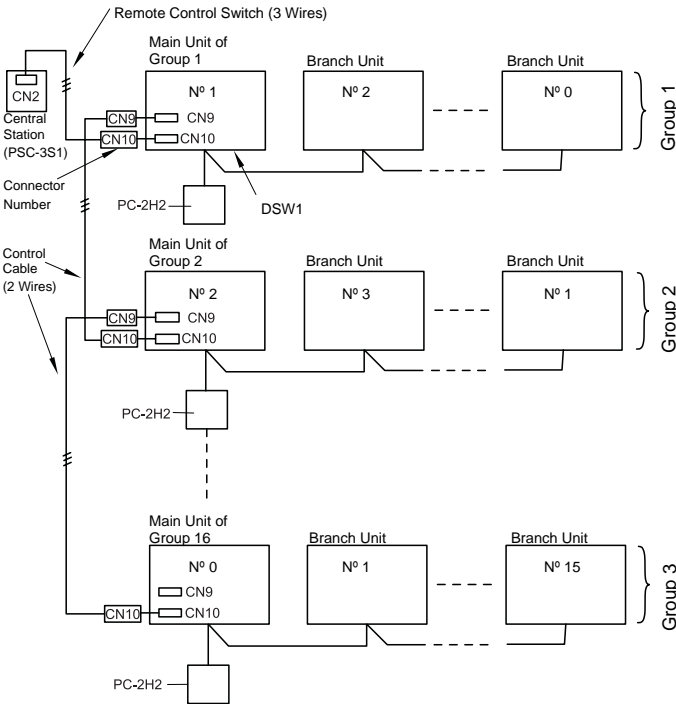 Remote Control Switch (3 Wires)
Main Unit of
Group 1
Branch Unit
Branch Unit
CN2
Central
Station
(PSC-3S1)
Nº 1
Nº 2
Nº 0
CN9
CN9
CN10
CN10
Group 1
Connector
Number
PC-2H2
DSW1
Main Unit of
Group 2
Branch Unit
Branch Unit
Control
Cable
(2 Wires)
Nº 2
Nº 3
Nº 1
CN9
CN9
CN10
CN10
Group 2
PC-2H2
Main Unit of
Group 16
Branch Unit
Branch Unit
Nº 0
Nº 1
Nº 15
CN9
CN10
CN10
Group 3
PC-2H2